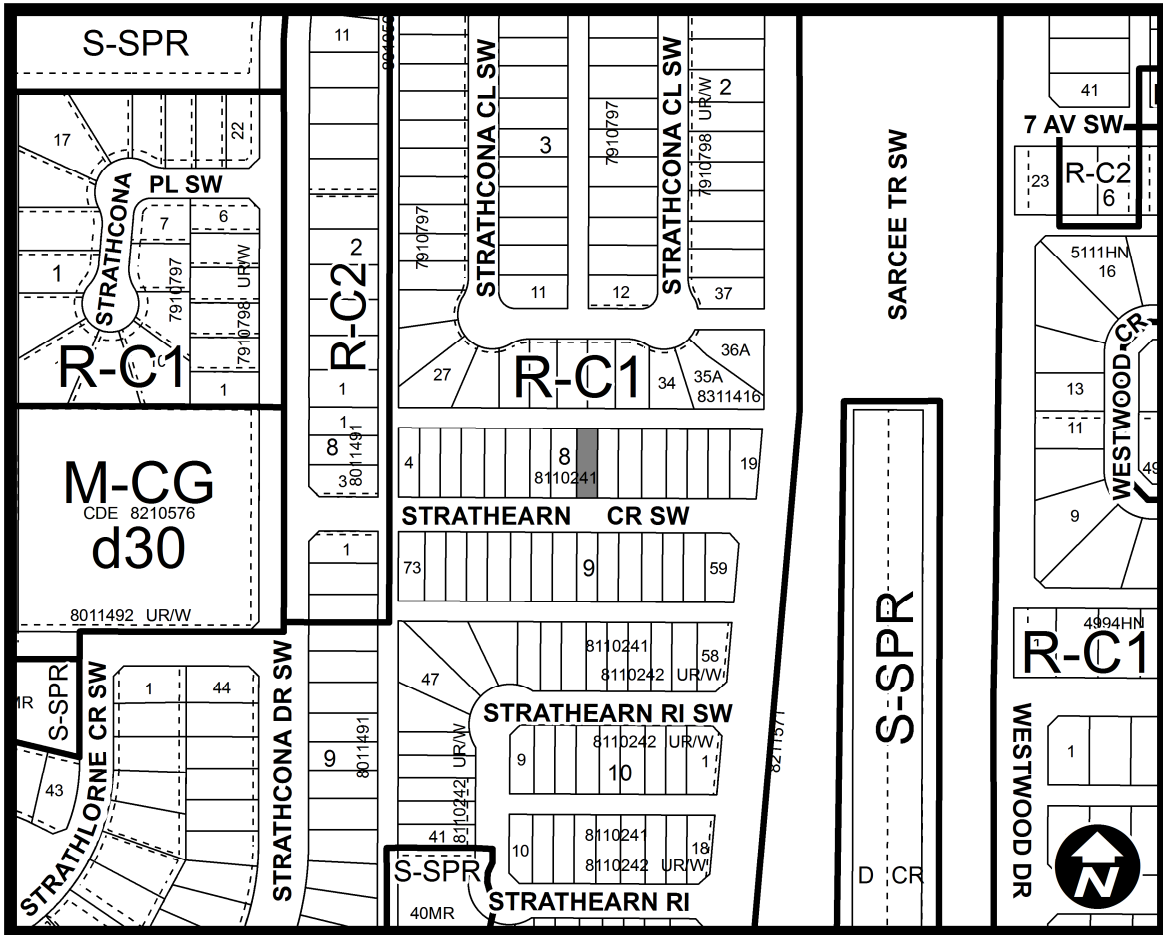 S-SPR
11
STRATHCONA CL SW
STRATHCONA CL SW
7910798 UR/W
2
41
7 AV SW
17
22
3
7910797
SARCEE TR SW
23
R-C2
6
PL SW
STRATHCONA
7
6
1
7910797
7910798 UR/W
2
R-C2
7910797
11
12
37
5111HN
16
WESTWOOD CR
R-C1
1
1
27
R-C1
34
35A
36A
8311416
13
11
49
9
1
8
8011491
3
4
8
8110241
19
M-CG
CDE 8210576
d30
8011492 UR/W
STRATHEARN CR SW
1
73
9
59
S-SPR
4994HN
R-C1
8110241
8110242 UR/W
58
47
S-SPR
STRATHLORNE CR SW
1
44
STRATHCONA DR SW
STRATHEARN RI SW
8110242 UR/W
9
10
1
8211571
WESTWOOD DR
1
43
9
8011491
8110242 UR/W
41
10
8110241
18
8110242 UR/W
D CR
N
S-SPR
40MR
STRATHEARN RI